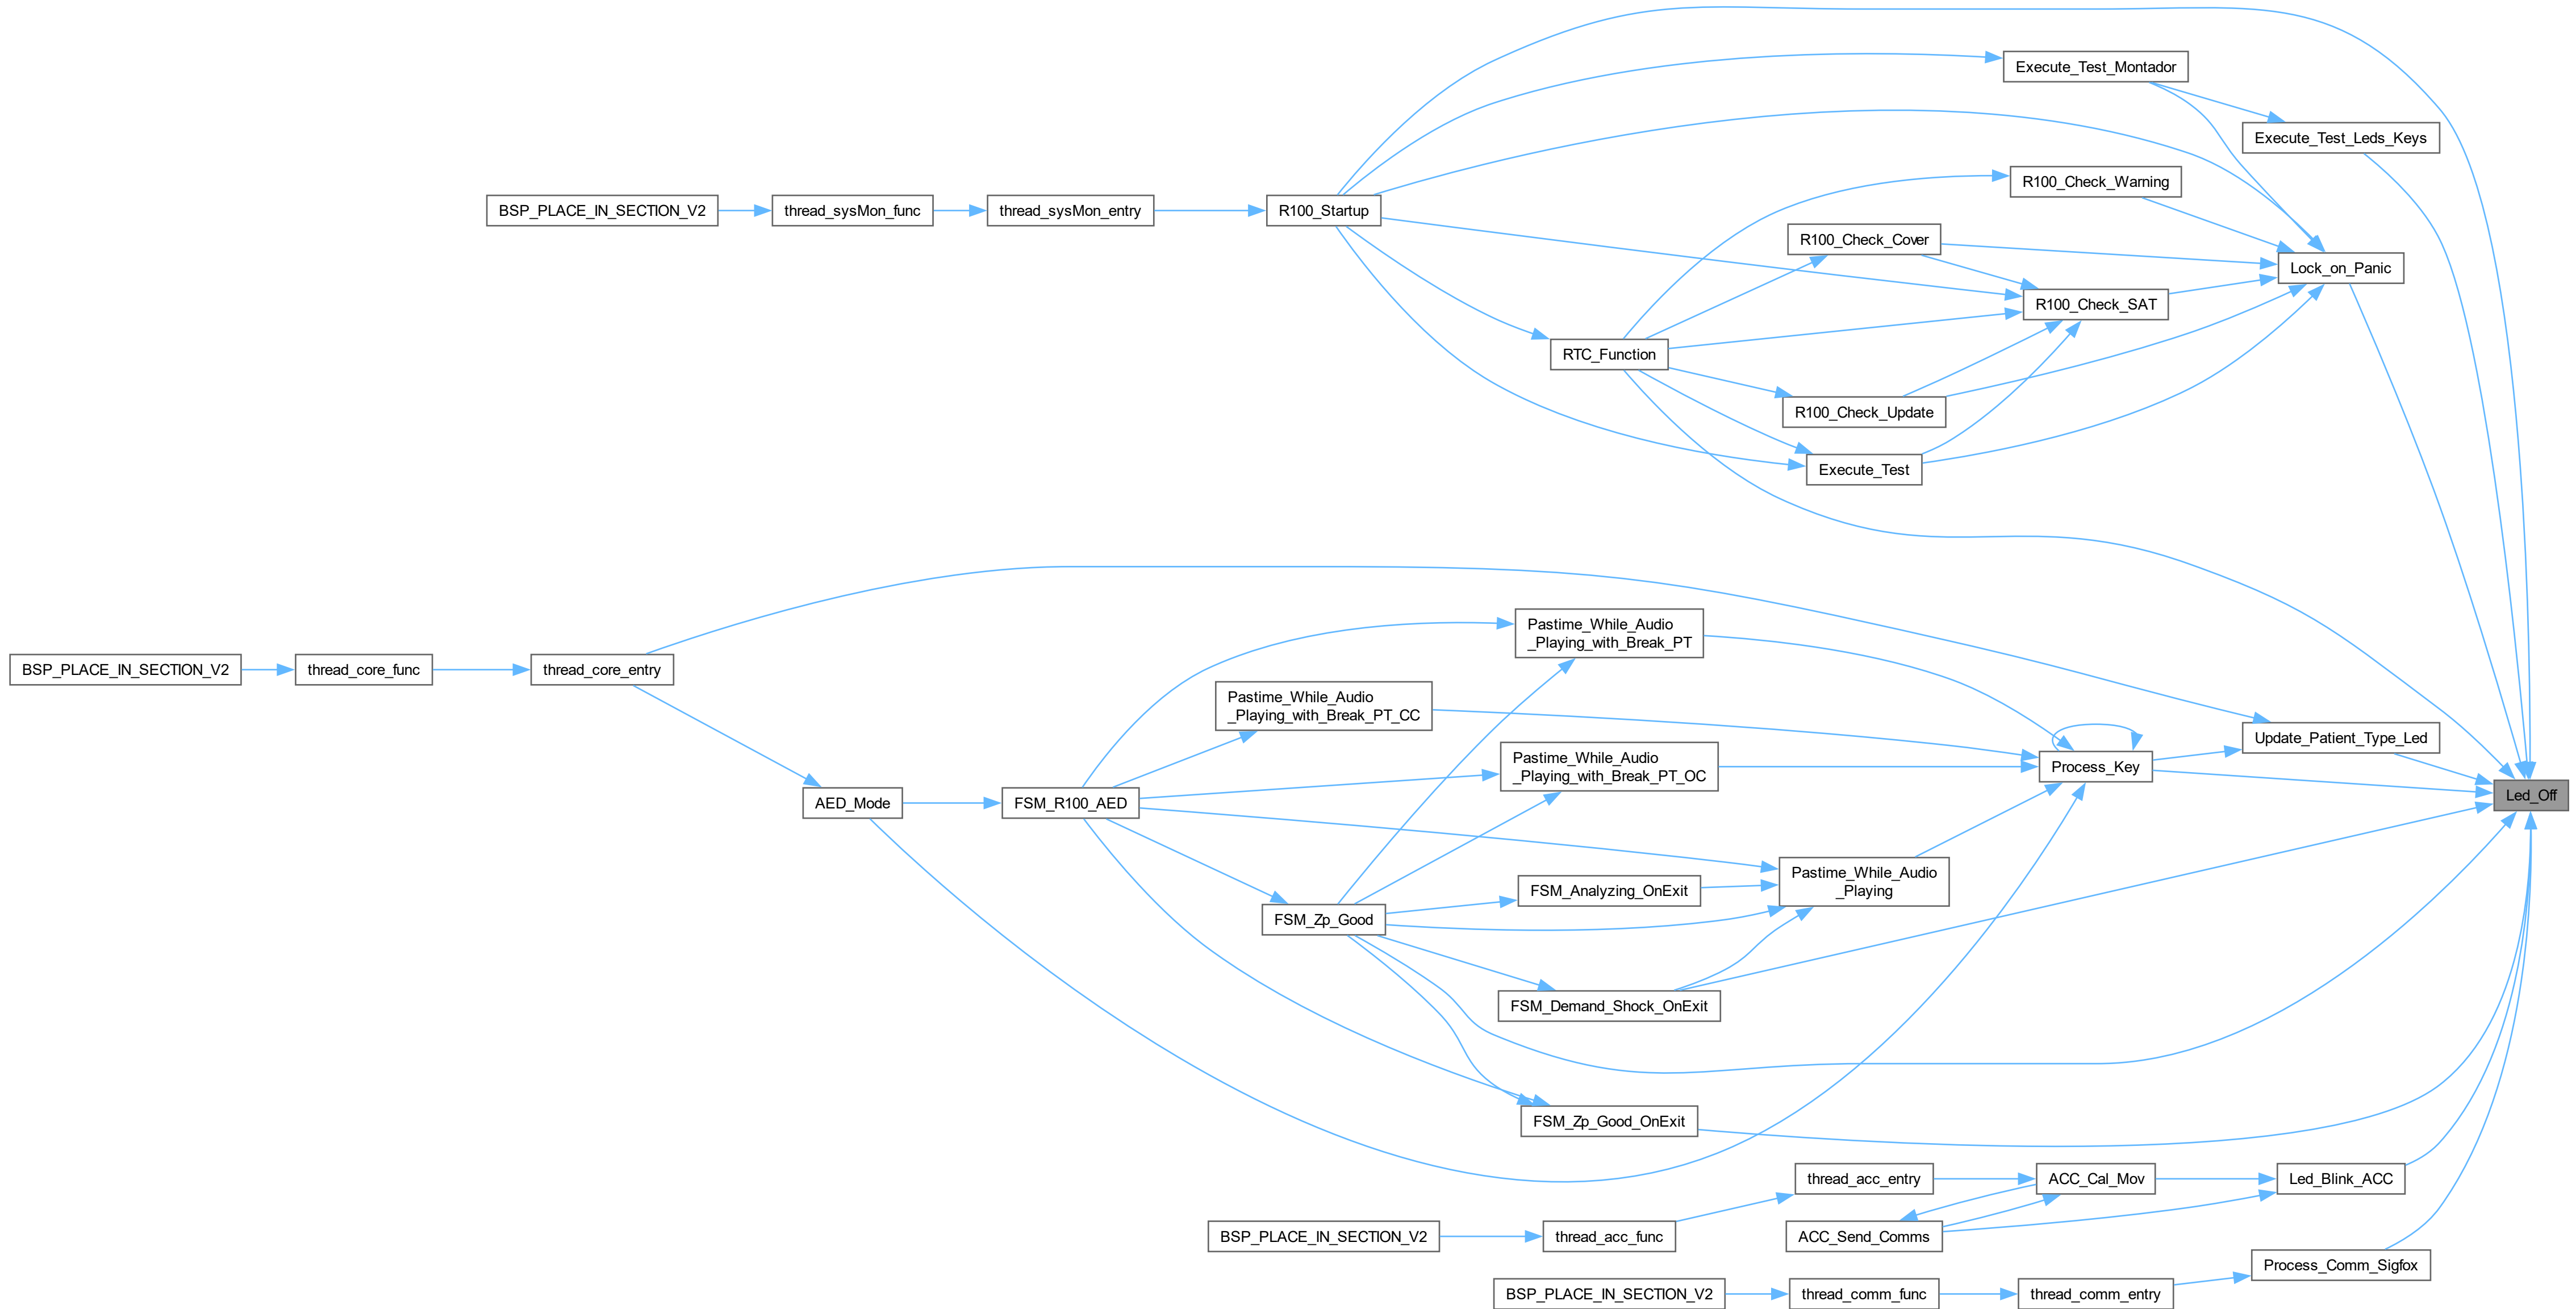 Execute_Test_Montador
Execute_Test_Leds_Keys
R100_Check_Warning
BSP_PLACE_IN_SECTION_V2
thread_sysMon_func
thread_sysMon_entry
R100_Startup
R100_Check_Cover
Lock_on_Panic
R100_Check_SAT
RTC_Function
R100_Check_Update
Execute_Test
Pastime_While_Audio
_Playing_with_Break_PT
BSP_PLACE_IN_SECTION_V2
thread_core_func
thread_core_entry
Pastime_While_Audio
_Playing_with_Break_PT_CC
Update_Patient_Type_Led
Pastime_While_Audio
_Playing_with_Break_PT_OC
Process_Key
Led_Off
AED_Mode
FSM_R100_AED
Pastime_While_Audio
_Playing
FSM_Analyzing_OnExit
FSM_Zp_Good
FSM_Demand_Shock_OnExit
FSM_Zp_Good_OnExit
thread_acc_entry
ACC_Cal_Mov
Led_Blink_ACC
BSP_PLACE_IN_SECTION_V2
thread_acc_func
ACC_Send_Comms
Process_Comm_Sigfox
BSP_PLACE_IN_SECTION_V2
thread_comm_func
thread_comm_entry